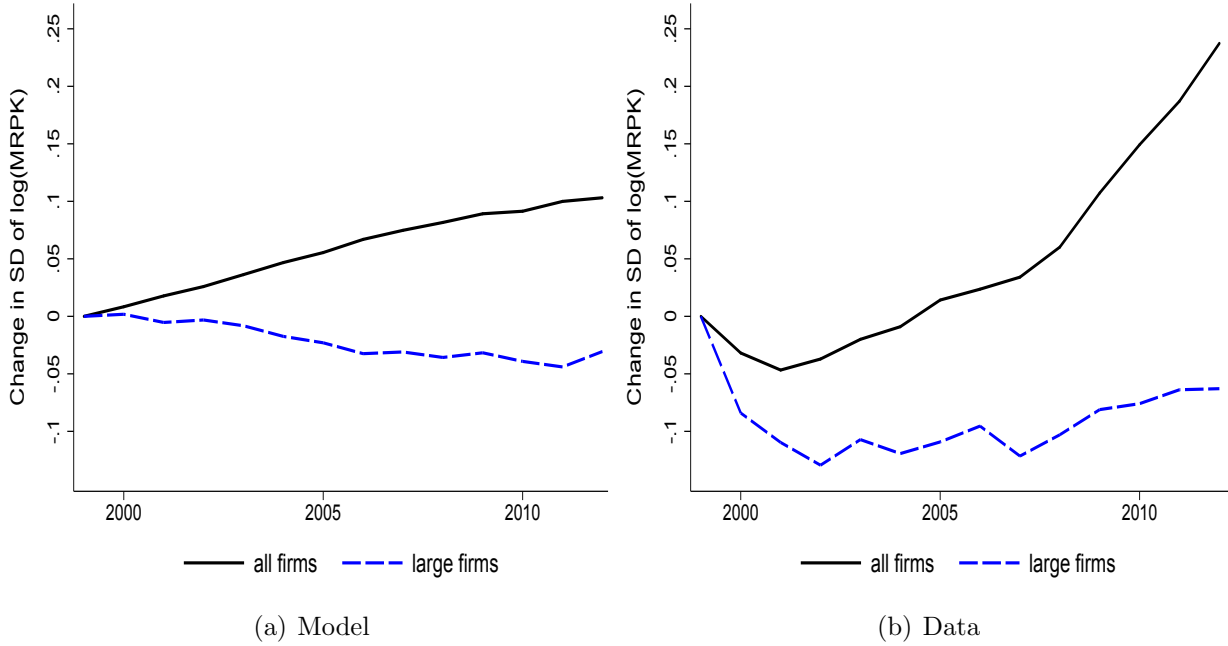 Change in SD of log(MRPK)
.25
.2
.15
.1
.05
0
-.05
-.1
2000 2005 2010
all firms large firms
(a) Model
Change in SD of log(MRPK)
.25
.2
.15
.1
.05
0
-.05
-.1
2000 2005 2010
all firms large firms
(b) Data